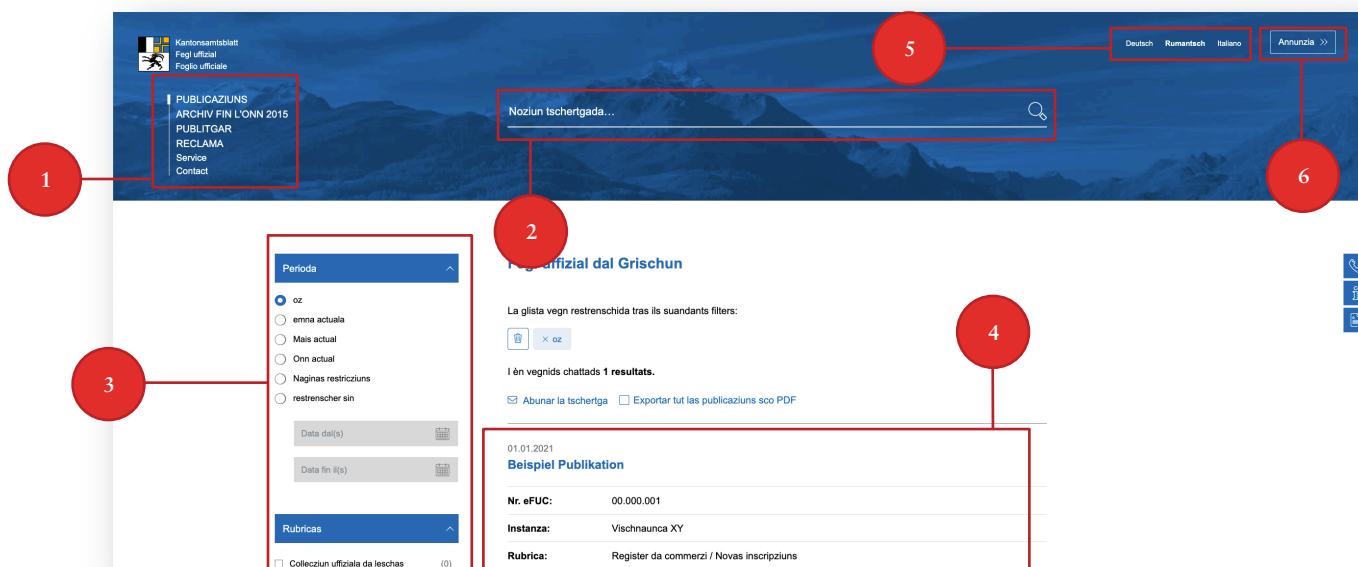 Kantonsamtsblatt
Fegl uffizial
Foglio ufficiale
PUBLICAZIUNS
ARCHIV FIN L'ONN 2015
PUBLITGAR
RECLAMA
Service
Contact
1
Noziun tschertgada…
2
5
Deutsch Rumantsch Italiano
Annunzia
6
3
Perioda
oz
emna actuala
Mais actual
Onn actual
Naginas restricziuns
restrenscher sin
Data dal(s)
Data fin il(s)
Rubricas
Collecziun uffiziala da leschas (0)
uffizial dal Grischun
La glista vegn restrenschida tras ils suandants filters:
× oz
4
I èn vegnids chattads 1 resultats.
Abunar la tschertga Exportar tut las publicaziuns sco PDF
01.01.2021
Beispiel Publikation
Nr. eFUC: 00.000.001
Instanza: Vischnaunca XY
Rubrica: Register da commerzi / Novas inscripziuns